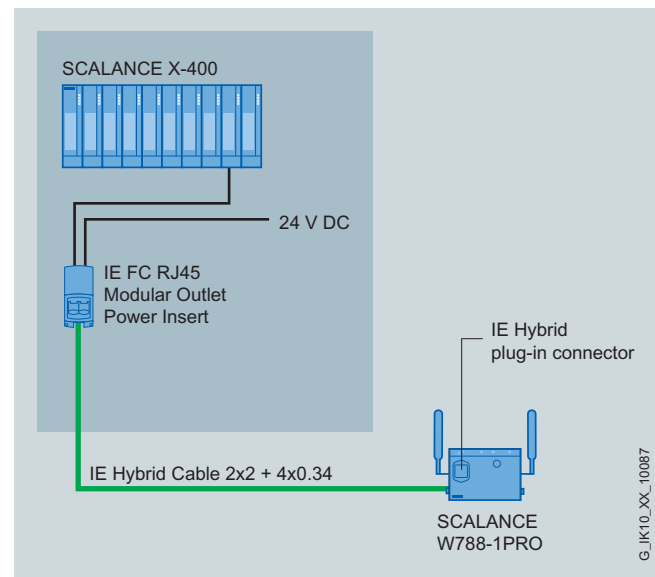 SCALANCE X-400
24 V DC
IE FC RJ45
Modular Outlet
Power Insert
IE Hybrid
plug-in connector
IE Hybrid Cable 2x2 + 4x0.34
SCALANCE
W788-1PRO
G_IK10_XX_10087